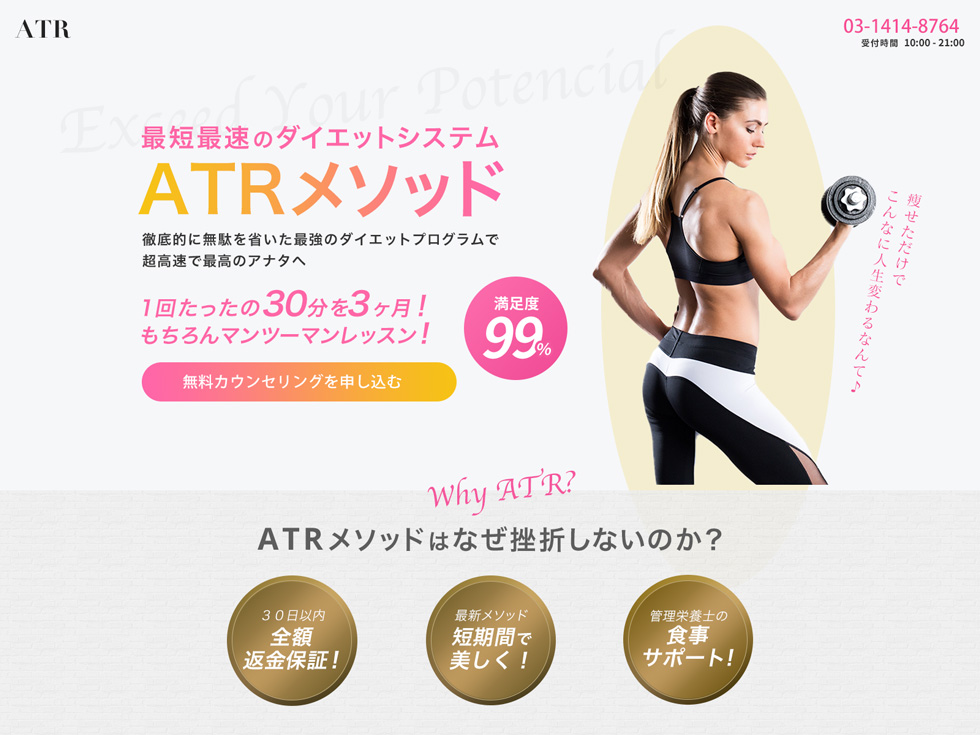 ATR
03-1414-8764
受付時間 10:00 - 21:00
Exceed Your Potencial
最短最速のダイエットシステム
ATRメソッド
徹底的に無駄を省いた最強のダイエットプログラムで
超高速で最高のアナタへ
1回たったの30分を3ヶ月!
もちろんマンツーマンレッスン!
満足度
99%
無料カウンセリングを申し込む
痩せただけで
こんなに人生変わるなんて♪
Why ATR?
ATRメソッドはなぜ挫折しないのか?
30日以内
全額
返金保証!
最新メソッド
短期間で
美しく!
管理栄養士の
食事
サポート!